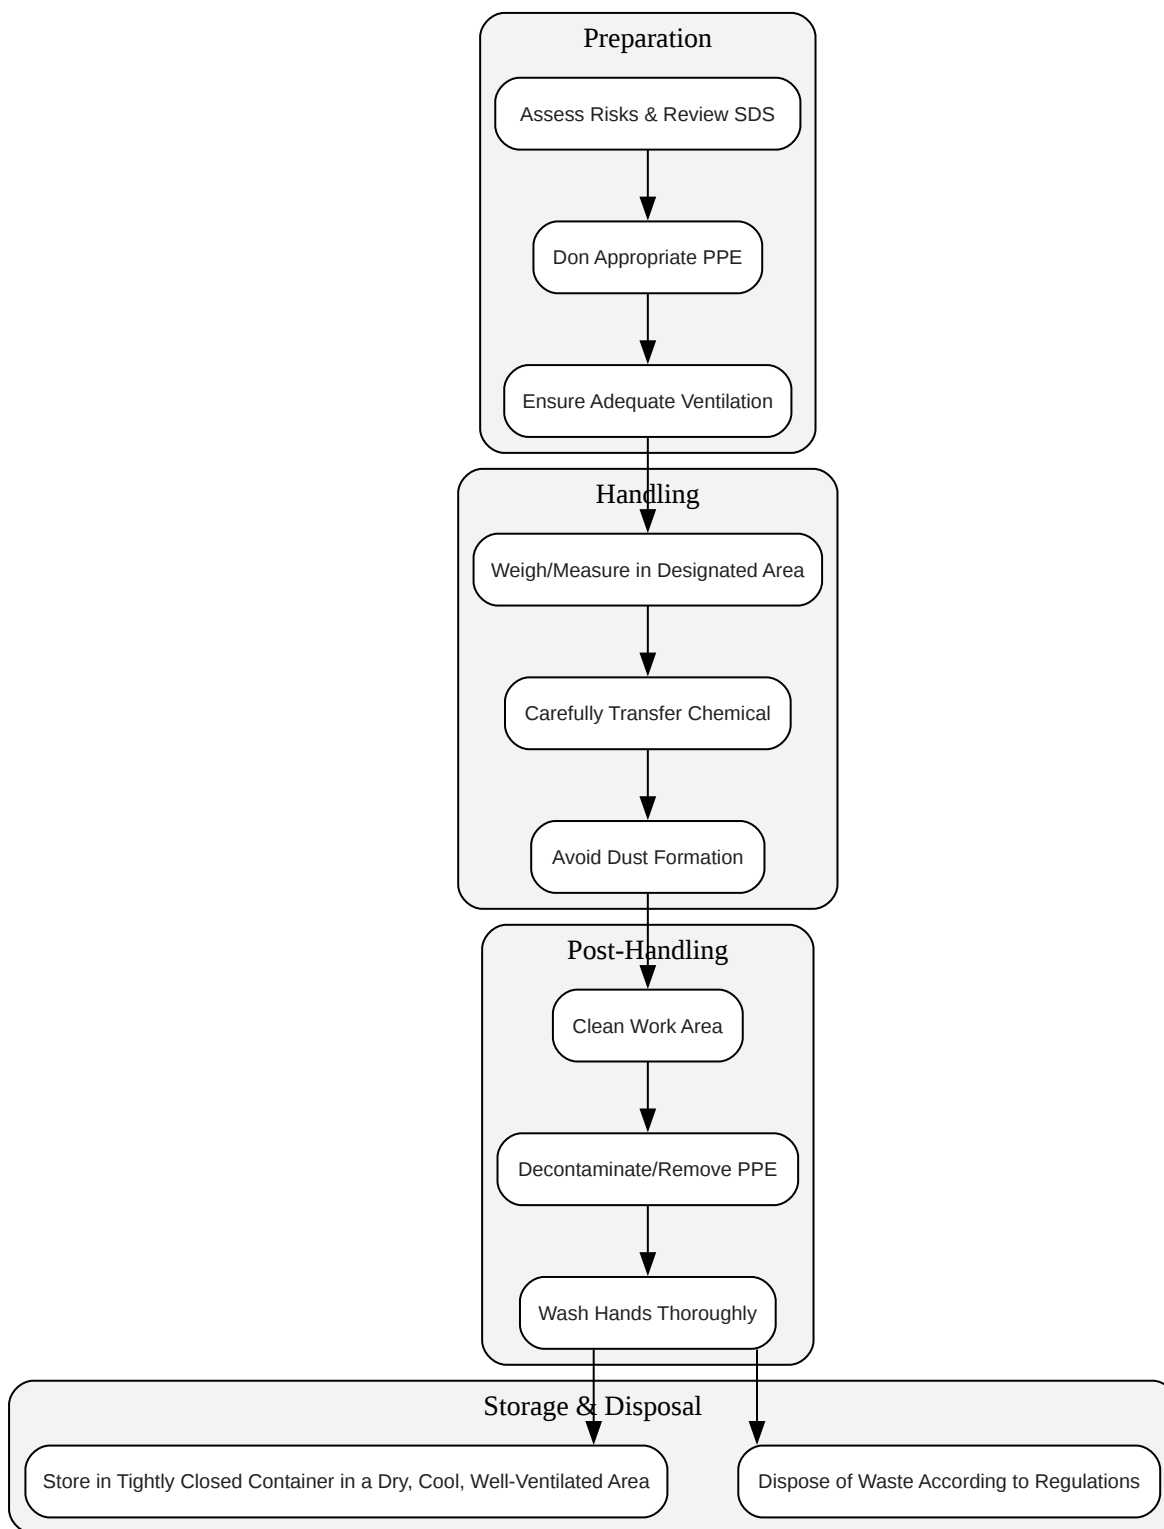 Preparation
Assess Risks & Review SDS
Don Appropriate PPE
Ensure Adequate Ventilation
Handling
Weigh/Measure in Designated Area
Carefully Transfer Chemical
Avoid Dust Formation
Post-Handling
Clean Work Area
Decontaminate/Remove PPE
Wash Hands Thoroughly
Storage & Disposal
Store in Tightly Closed Container in a Dry, Cool, Well-Ventilated Area
Dispose of Waste According to Regulations